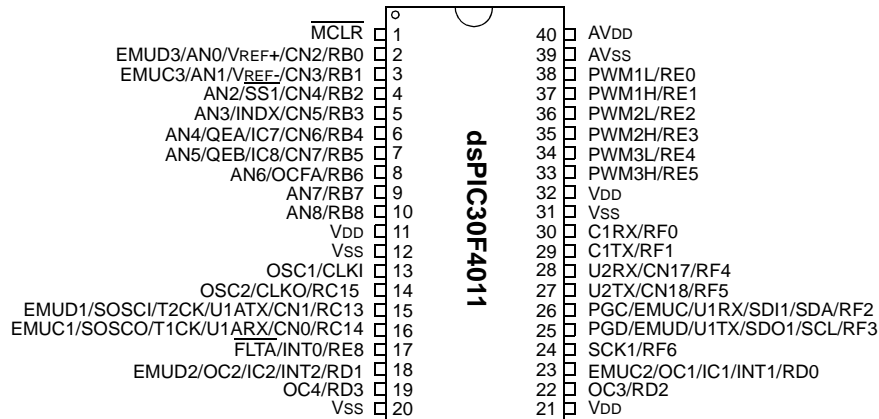 MCLR 1
EMUD3/AN0/VREF+/CN2/RB0 2
EMUC3/AN1/VREF-/CN3/RB1 3
AN2/SS1/CN4/RB2 4
AN3/INDX/CN5/RB3 5
AN4/QEA/IC7/CN6/RB4 6
AN5/QEB/IC8/CN7/RB5 7
AN6/OCFA/RB6 8
AN7/RB7 9
AN8/RB8 10
VDD 11
VSS 12
OSC1/CLKI 13
OSC2/CLKO/RC15 14
EMUD1/SOSCI/T2CK/U1ATX/CN1/RC13 15
EMUC1/SOSCO/T1CK/U1ARX/CN0/RC14 16
FLTA/INT0/RE8 17
EMUD2/OC2/IC2/INT2/RD1 18
OC4/RD3 19
VSS 20
dsPIC30F4011
40 AVDD
39 AVSS
38 PWM1L/RE0
37 PWM1H/RE1
36 PWM2L/RE2
35 PWM2H/RE3
34 PWM3L/RE4
33 PWM3H/RE5
32 VDD
31 VSS
30 C1RX/RF0
29 C1TX/RF1
28 U2RX/CN17/RF4
27 U2TX/CN18/RF5
26 PGC/EMUC/U1RX/SDI1/SDA/RF2
25 PGD/EMUD/U1TX/SDO1/SCL/RF3
24 SCK1/RF6
23 EMUC2/OC1/IC1/INT1/RD0
22 OC3/RD2
21 VDD